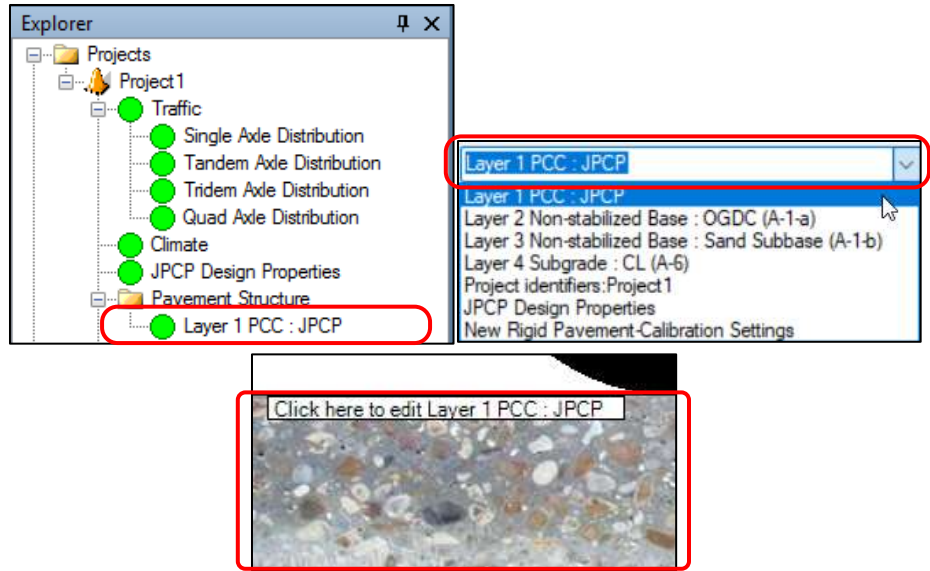 Explorer
Projects
Project1
Traffic
Single Axle Distribution
Tandem Axle Distribution
Tridem Axle Distribution
Quad Axle Distribution
Climate
JPCP Design Properties
Pavement Structure
Layer 1 PCC : JPCP
Layer 1 PCC : JPCP
Layer 1 PCC : JPCP
Layer 2 Non-stabilized Base : OGDC (A-1-a)
Layer 3 Non-stabilized Base : Sand Subbase (A-1-b)
Layer 4 Subgrade : CL (A-6)
Project identifiers:Project1
JPCP Design Properties
New Rigid Pavement-Calibration Settings
Click here to edit Layer 1 PCC : JPCP